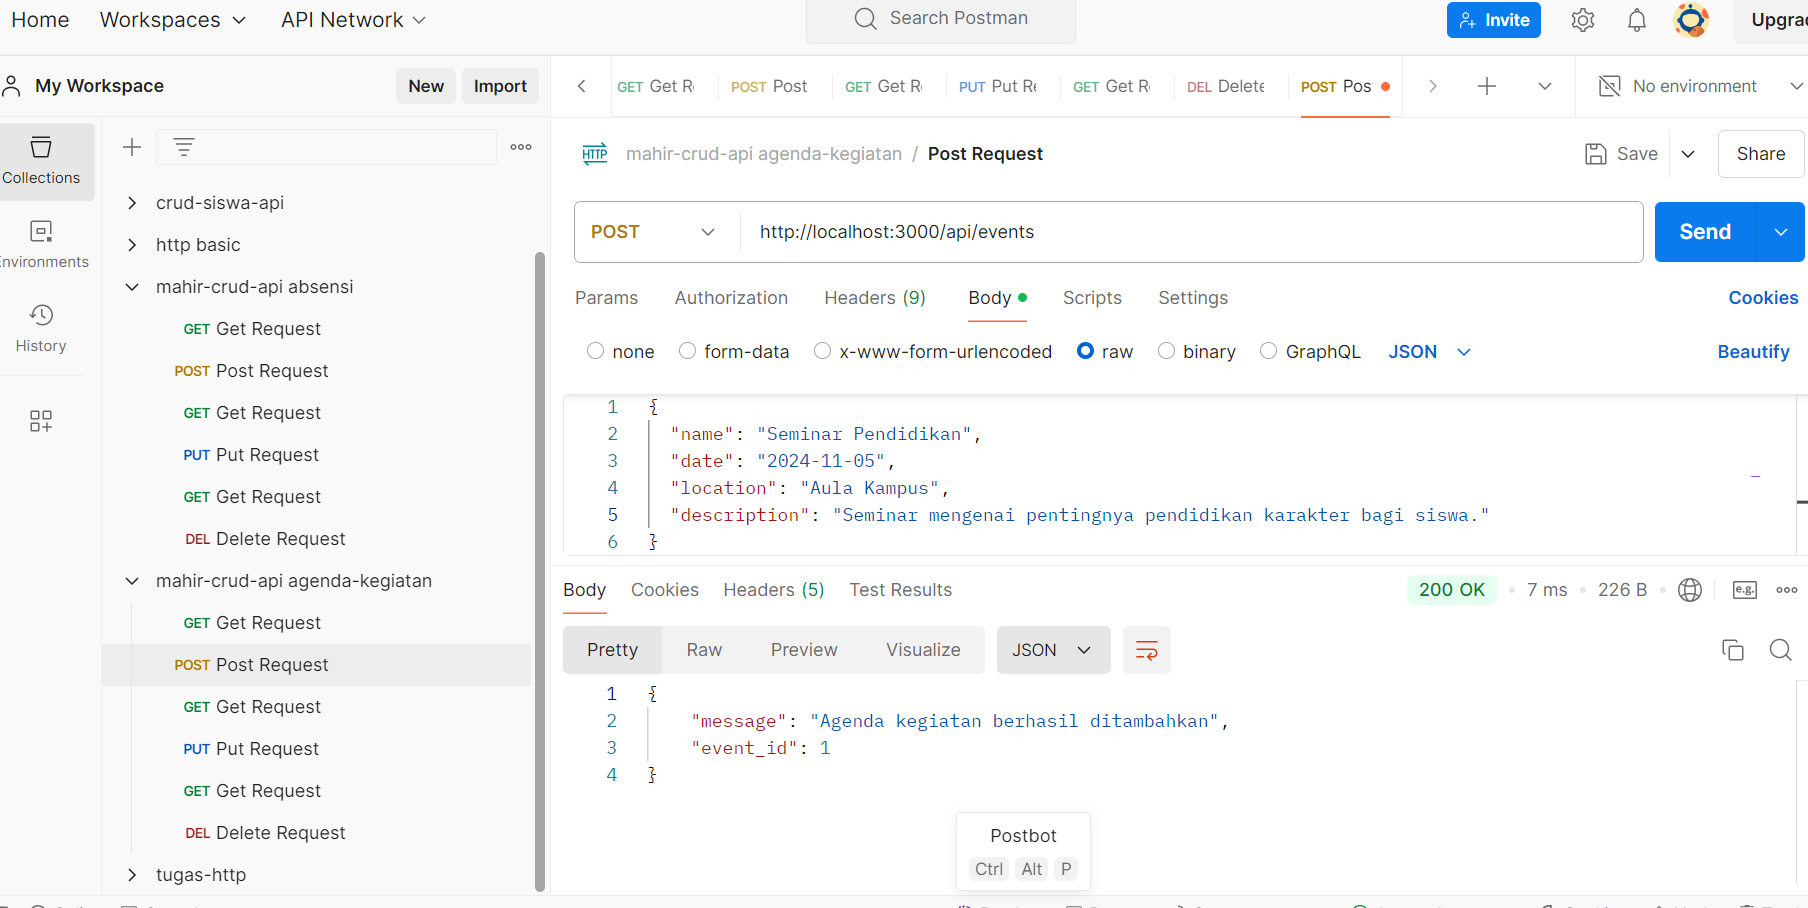 Home Workspaces API Network Search Postman Invite
My Workspace New Import
GET Get POST Post GET Get PUT Put GET Get DEL Delete POST Pos No environment
Collections
Environments
History
crud-siswa-api
http basic
mahir-crud-api absensi
GET Get Request
POST Post Request
GET Get Request
PUT Put Request
GET Get Request
DEL Delete Request
mahir-crud-api agenda-kegiatan
GET Get Request
POST Post Request
GET Get Request
PUT Put Request
GET Get Request
DEL Delete Request
tugas-http
HTTP mahir-crud-api agenda-kegiatan / Post Request Save Share
POST http://localhost:3000/api/events Send
Params Authorization Headers (9) Body Scripts Settings Cookies
none form-data x-www-form-urlencoded raw binary GraphQL JSON Beautify
1 {
2 "name": "Seminar Pendidikan",
3 "date": "2024-11-05",
4 "location": "Aula Kampus",
5 "description": "Seminar mengenai pentingnya pendidikan karakter bagi siswa."
6 }
Body Cookies Headers (5) Test Results 200 OK 7 ms 226 B e.g.
Pretty Raw Preview Visualize JSON
1 {
2 "message": "Agenda kegiatan berhasil ditambahkan",
3 "event_id": 1
4 }
Postbot
Ctrl Alt P